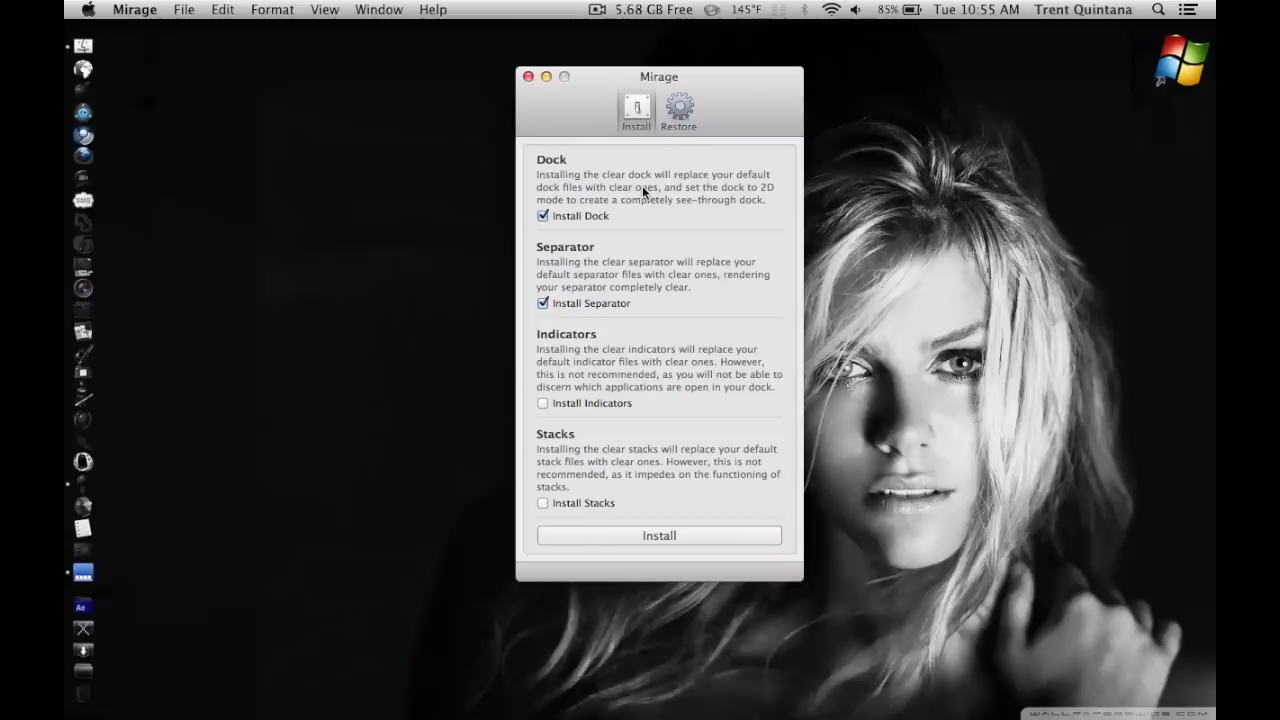 Mirage File Edit Format View Window Help 5.68 GB Free 145°F 85% Tue 10:55 AM Trent Quintana
Mirage
Install Restore
Dock
Installing the clear dock will replace your default
dock files with clear ones, and set the dock to 2D
mode to create a completely see-through dock.
Install Dock
Separator
Installing the clear separator will replace your
default separator files with clear ones, rendering
your separator completely clear.
Install Separator
Indicators
Installing the clear indicators will replace your
default indicator files with clear ones. However,
this is not recommended, as you will not be able to
discern which applications are open in your dock.
Install Indicators
Stacks
Installing the clear stacks will replace your default
stack files with clear ones. However, this is not
recommended, as it impedes on the functioning of
stacks.
Install Stacks
Install
SMS
Ae